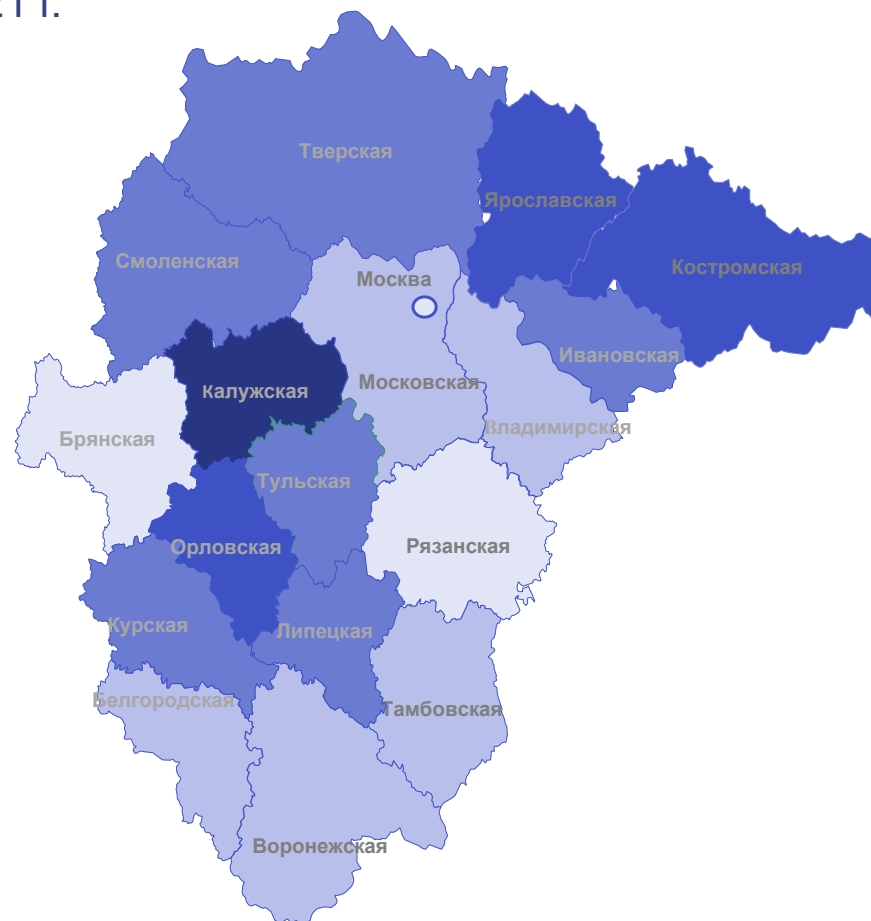 Тверская
Ярославская
Смоленская
Костромская
Москва
Ивановская
Московская
Калужская
Владимирская
Брянская
Тульская
Рязанская
Орловская
Курская
Липецкая
Белгородская
Тамбовская
Воронежская